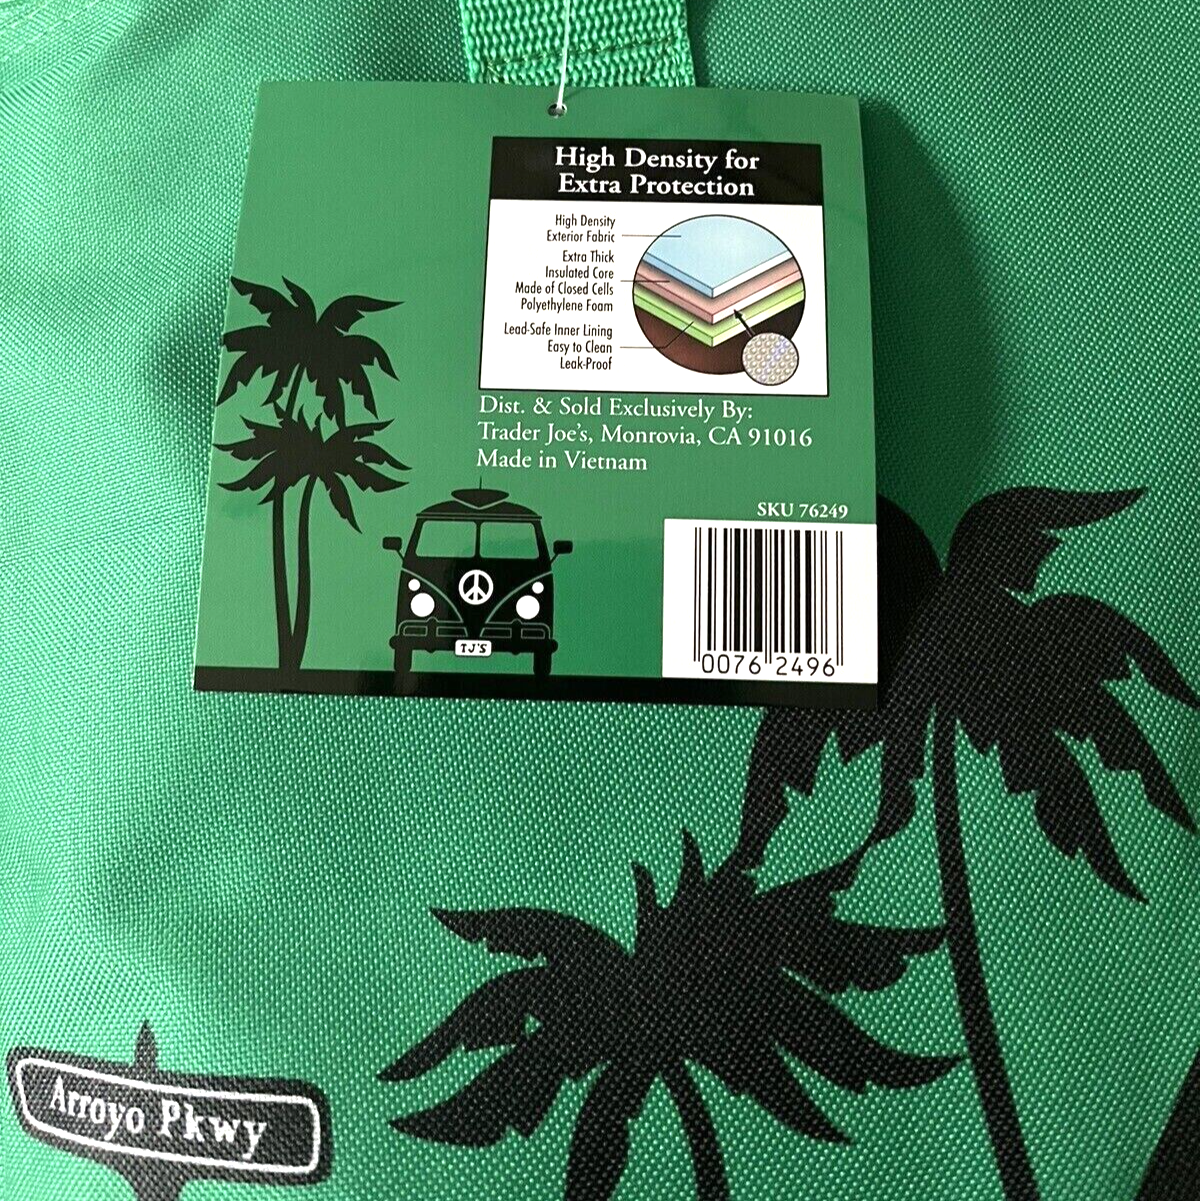 High Density for
Extra Protection
High Density
Exterior Fabric
Extra Thick
Insulated Core
Made of Closed Cells
Polyethylene Foam
Lead-Safe Inner Lining
Easy to Clean
Leak-Proof
Dist. & Sold Exclusively By:
Trader Joe's, Monrovia, CA 91016
Made in Vietnam
SKU 76249
0076 2496
TJ'S
Arroyo Pkwy